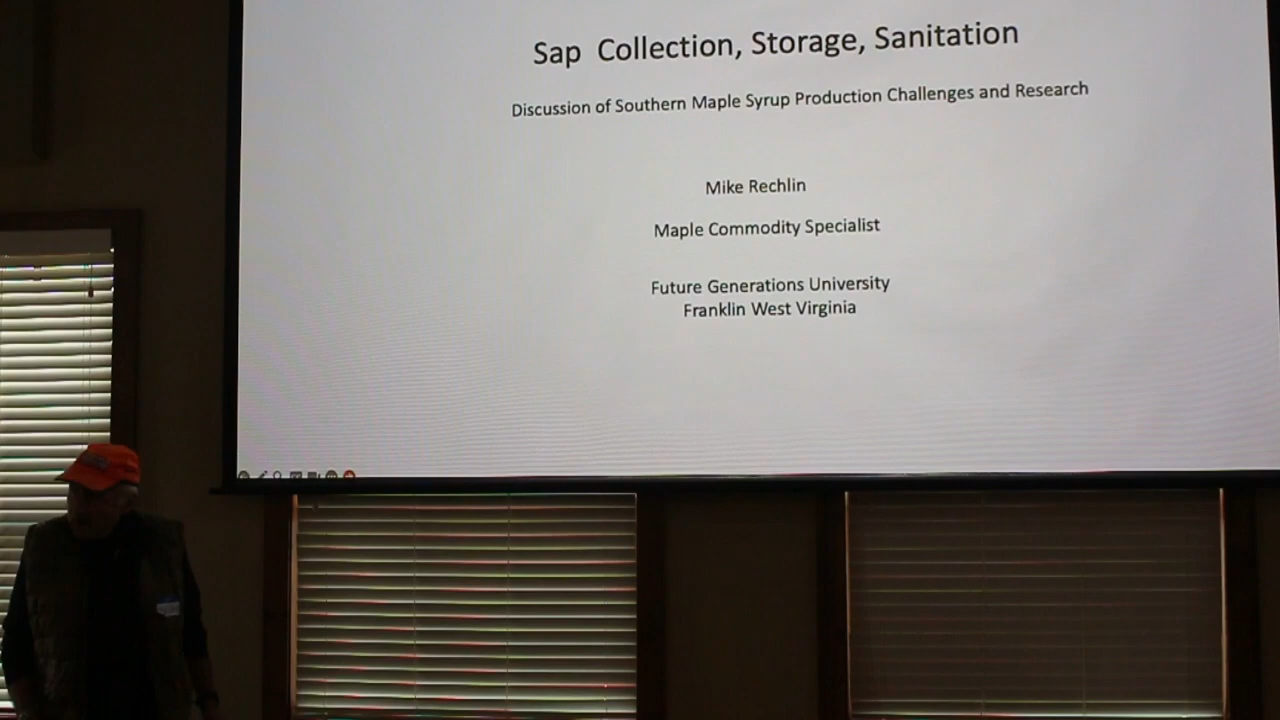 Sap Collection, Storage, Sanitation
Discussion of Southern Maple Syrup Production Challenges and Research
Mike Rechlin
Maple Commodity Specialist
Future Generations University
Franklin West Virginia